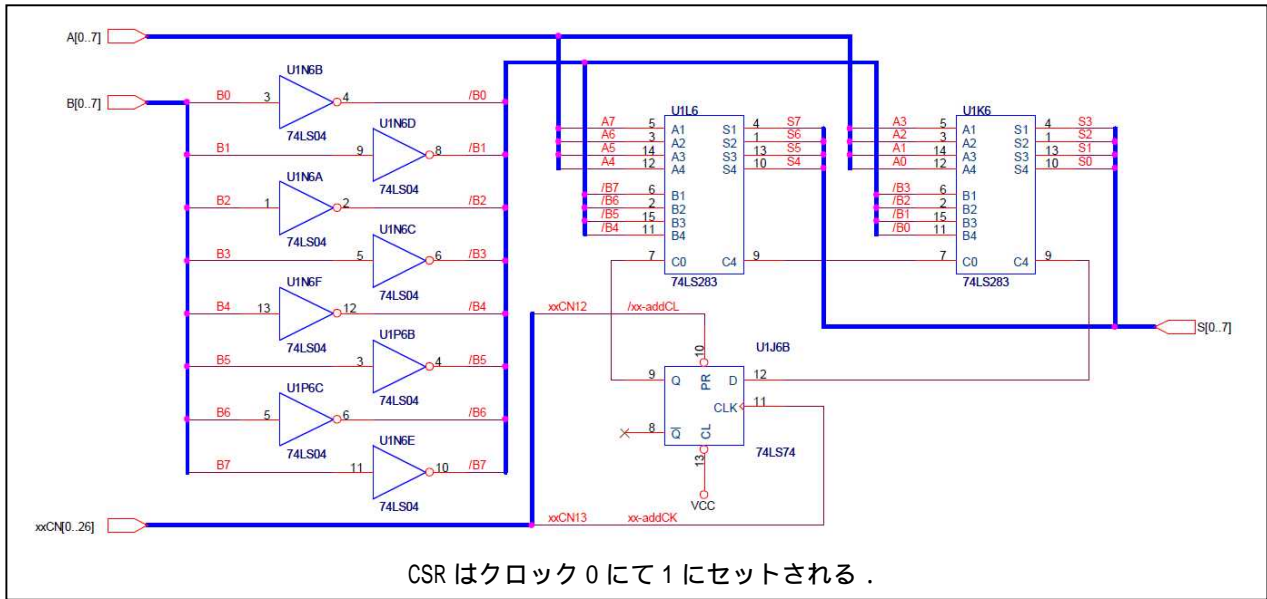 A[0..7]
B[0..7]
xxCN[0..26]
U1N6B
B0 3 4 /B0
74LS04
U1N6D
B1 9 8 /B1
74LS04
U1N6A
B2 1 2 /B2
74LS04
U1N6C
B3 5 6 /B3
74LS04
U1N6F
B4 13 12 /B4
74LS04
U1P6B
B5 3 4 /B5
74LS04
U1P6C
B6 5 6 /B6
74LS04
U1N6E
B7 11 10 /B7
74LS04
U1L6
A7 5 A1 S1 4 S7
A6 3 A2 S2 1 S6
A5 14 A3 S3 13 S5
A4 12 A4 S4 10 S4
/B7 6 B1
/B6 2 B2
/B5 15 B3
/B4 11 B4
7 C0 C4 9
74LS283
U1K6
A3 5 A1 S1 4 S3
A2 3 A2 S2 1 S2
A1 14 A3 S3 13 S1
A0 12 A4 S4 10 S0
/B3 6 B1
/B2 2 B2
/B1 15 B3
/B0 11 B4
7 C0 C4 9
74LS283
S[0..7]
xxCN12 /xx-addCL
U1J6B
10
9 Q PR D 12
CLK 11
8 Q CL
13
74LS74
VCC
xxCN13 xx-addCK
CSR はクロック 0 にて 1 にセットされる．